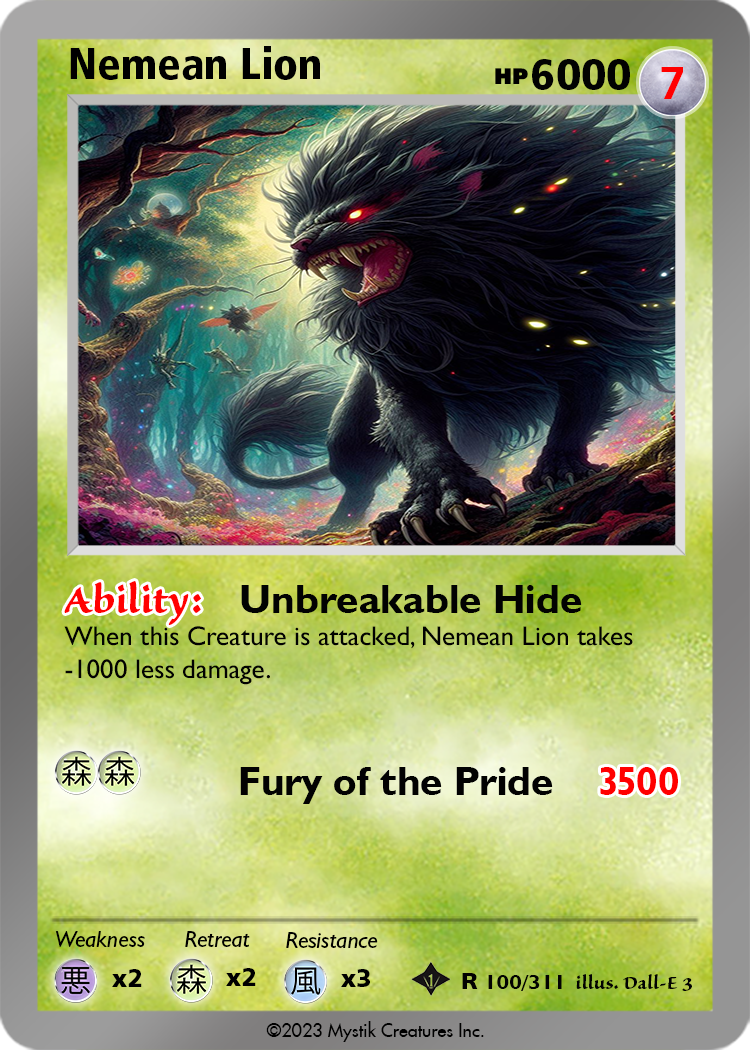 Nemean Lion HP6000 7
Ability: Unbreakable Hide
When this Creature is attacked, Nemean Lion takes
-1000 less damage.
森 森 Fury of the Pride 3500
Weakness Retreat Resistance
悪 x2 森 x2 風 x3 1 R 100/311 illus. Dall-E 3
©2023 Mystik Creatures Inc.